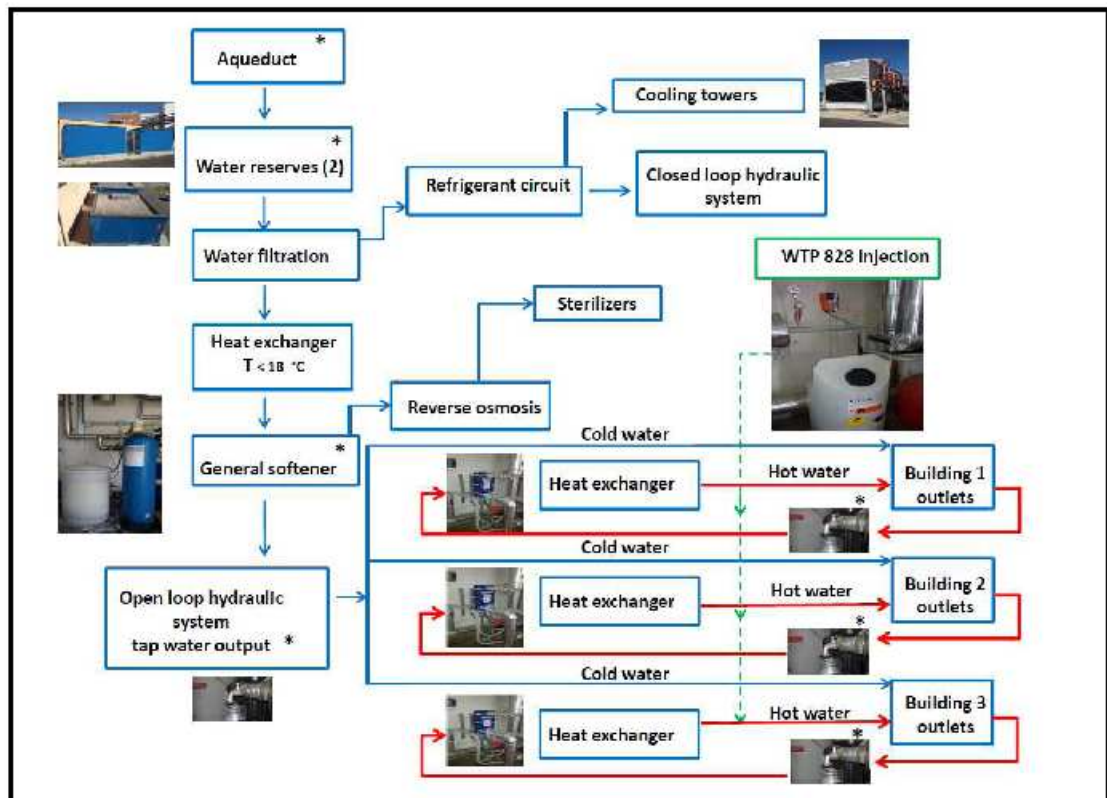 *
Aqueduct
Cooling towers
*
Water reserves (2)
Refrigerant circuit
Closed loop hydraulic
system
Water filtration
WTP 828 Injection
Sterilizers
Heat exchanger
T < 18 °C
Reverse osmosis
*
General softener
Cold water
Heat exchanger
Hot water
Building 1
outlets
*
Cold water
Open loop hydraulic
system
tap water output *
Heat exchanger
Hot water
Building 2
outlets
*
Cold water
Heat exchanger
Hot water
Building 3
outlets
*